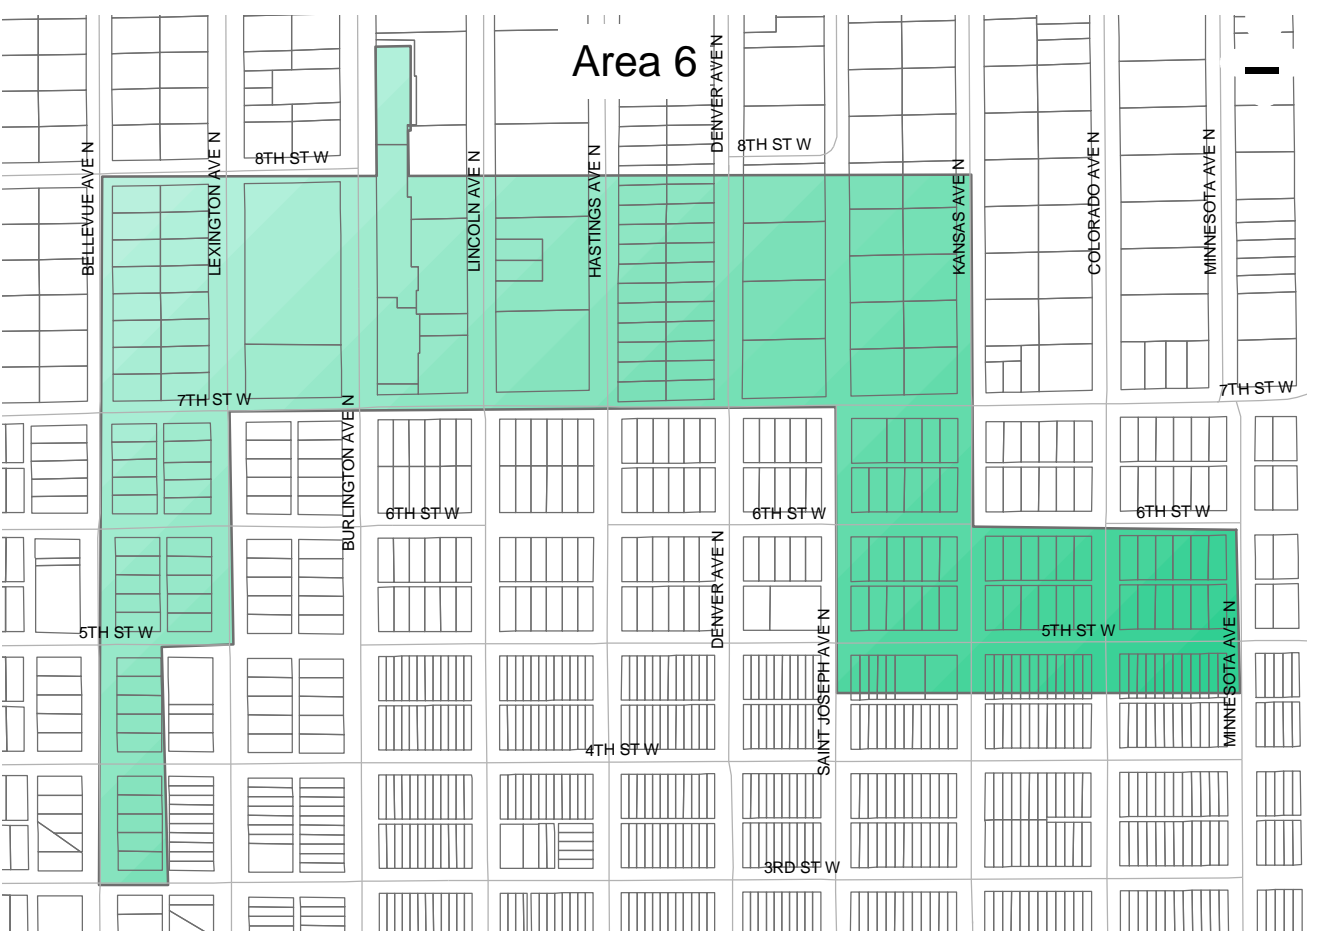 Area 6
DENVER AVE N
8TH ST W
8TH ST W
BELLEVUE AVE N
LEXINGTON AVE N
LINCOLN AVE N
HASTINGS AVE N
KANSAS AVE N
COLORADO AVE N
MINNESOTA AVE N
7TH ST W
7TH ST W
BURLINGTON AVE N
6TH ST W
6TH ST W
6TH ST W
DENVER AVE N
5TH ST W
5TH ST W
SAINT JOSEPH AVE N
MINNESOTA AVE N
4TH ST W
3RD ST W